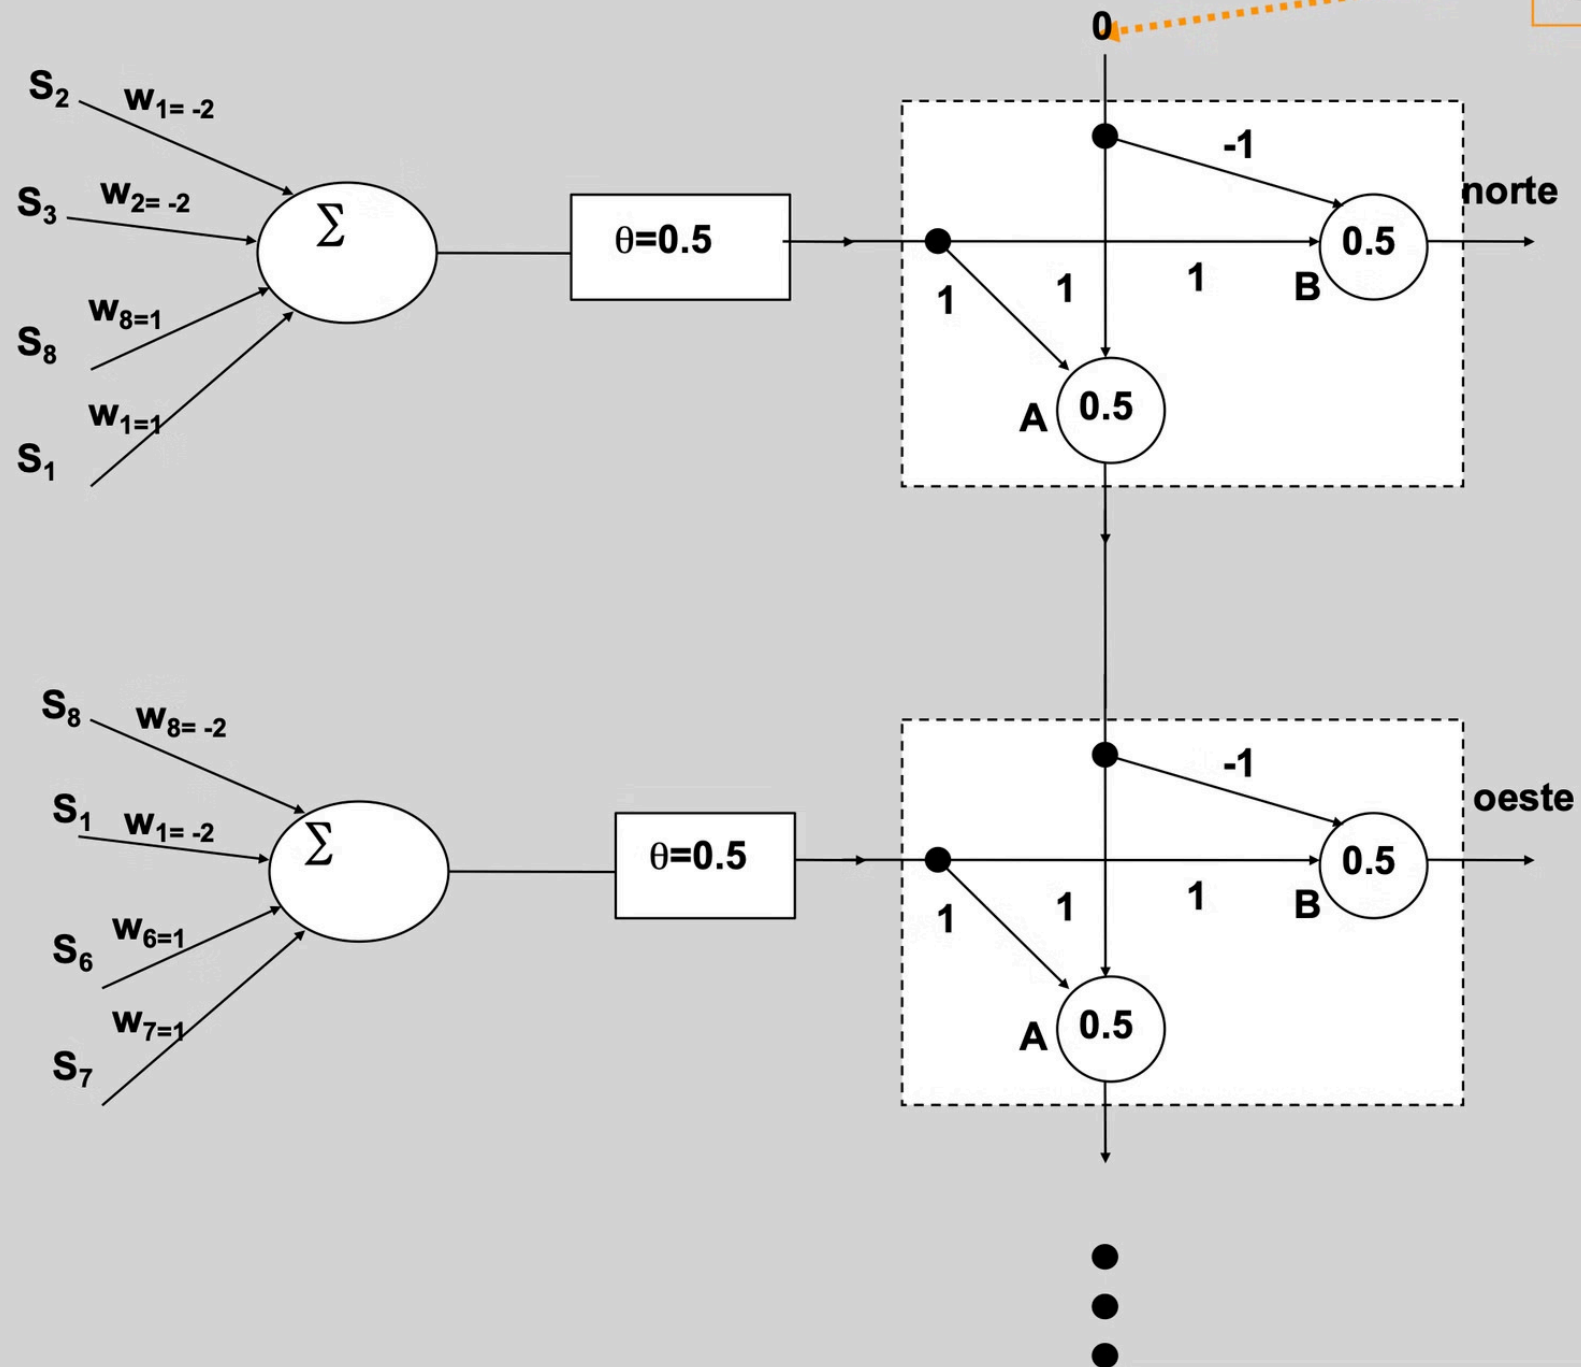 0
S2
w1= -2
-1
S3
w2= -2
norte
Σ
θ=0.5
0.5
w8=1
1
1
1
B
S8
w1=1
A
0.5
S1
S8
w8= -2
-1
S1
w1= -2
oeste
Σ
θ=0.5
0.5
1
1
1
B
w6=1
S6
w7=1
A
0.5
S7